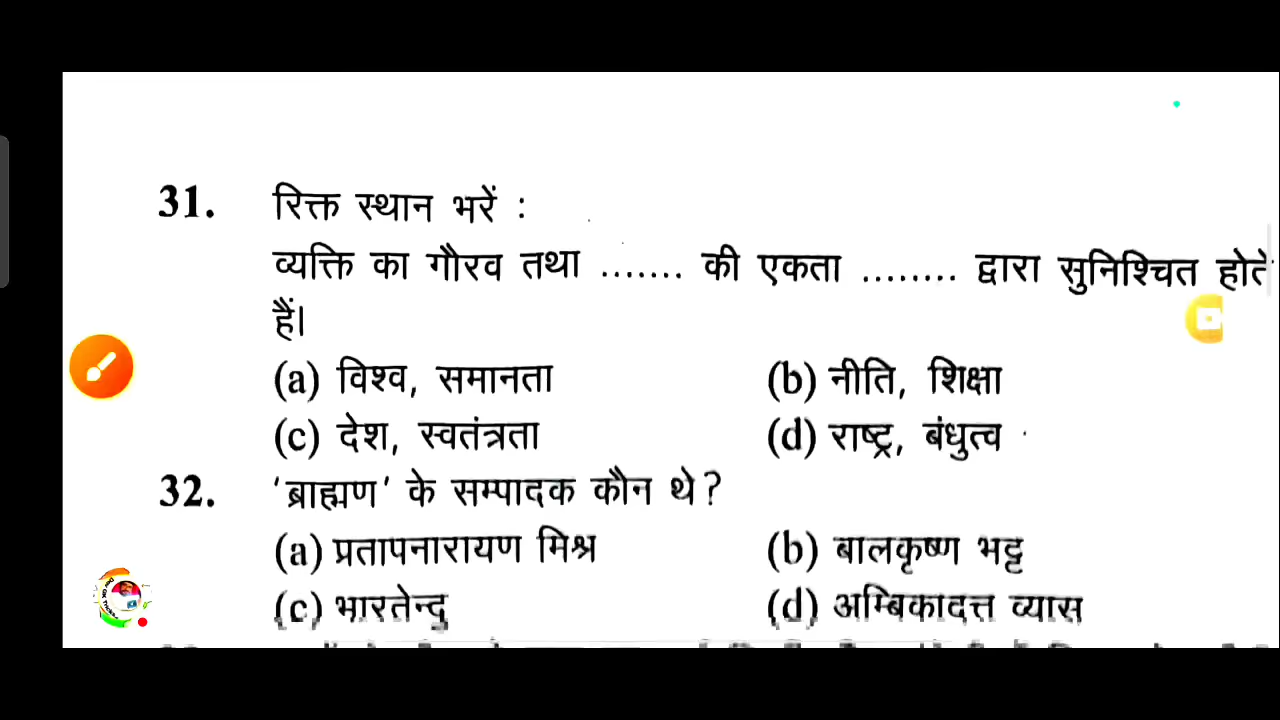 31. रिक्त स्थान भरें :
व्यक्ति का गौरव तथा ....... की एकता ........ द्वारा सुनिश्चित होते
हैं।
(a) विश्व, समानता (b) नीति, शिक्षा
(c) देश, स्वतंत्रता (d) राष्ट्र, बंधुत्व
32. 'ब्राह्मण' के सम्पादक कौन थे?
(a) प्रतापनारायण मिश्र (b) बालकृष्ण भट्ट
(c) भारतेन्दु (d) अम्बिकादत्त व्यास